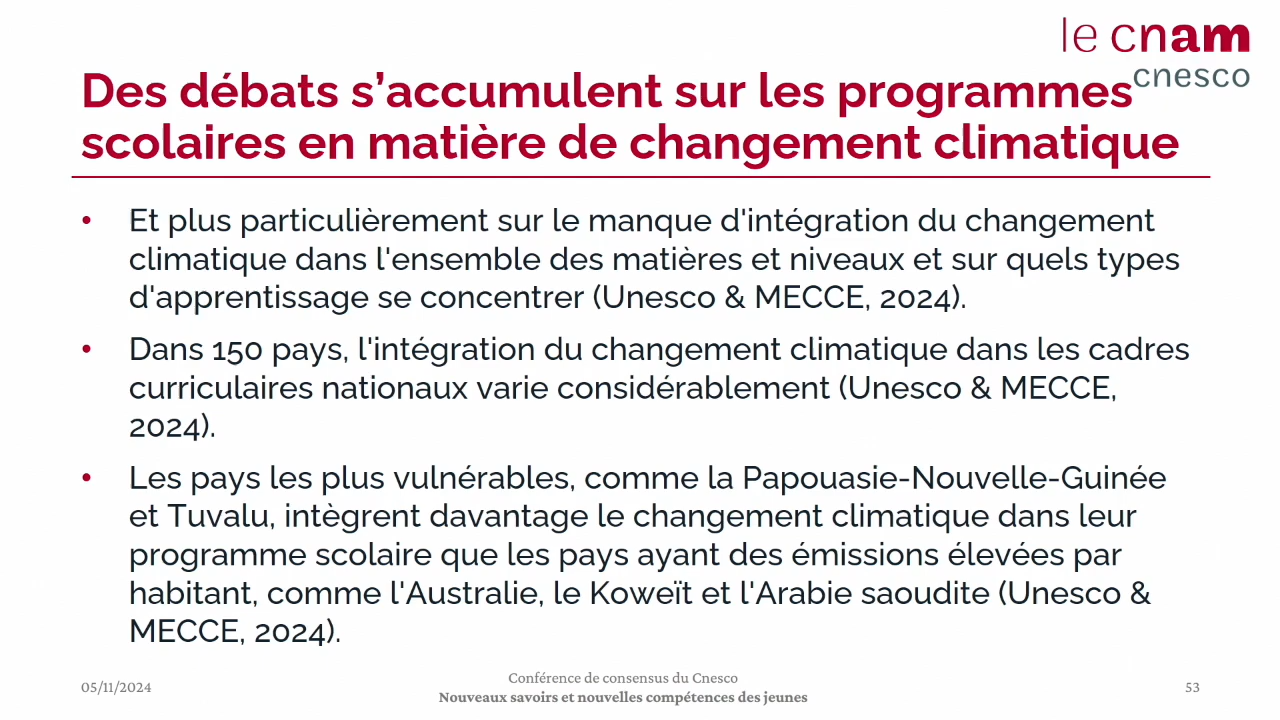 le cnam
cnesco
Des débats s’accumulent sur les programmes
scolaires en matière de changement climatique
• Et plus particulièrement sur le manque d'intégration du changement
climatique dans l'ensemble des matières et niveaux et sur quels types
d'apprentissage se concentrer (Unesco & MECCE, 2024).
• Dans 150 pays, l'intégration du changement climatique dans les cadres
curriculaires nationaux varie considérablement (Unesco & MECCE,
2024).
• Les pays les plus vulnérables, comme la Papouasie-Nouvelle-Guinée
et Tuvalu, intègrent davantage le changement climatique dans leur
programme scolaire que les pays ayant des émissions élevées par
habitant, comme l'Australie, le Koweït et l'Arabie saoudite (Unesco &
MECCE, 2024).
05/11/2024
Conférence de consensus du Cnesco
Nouveaux savoirs et nouvelles compétences des jeunes
53